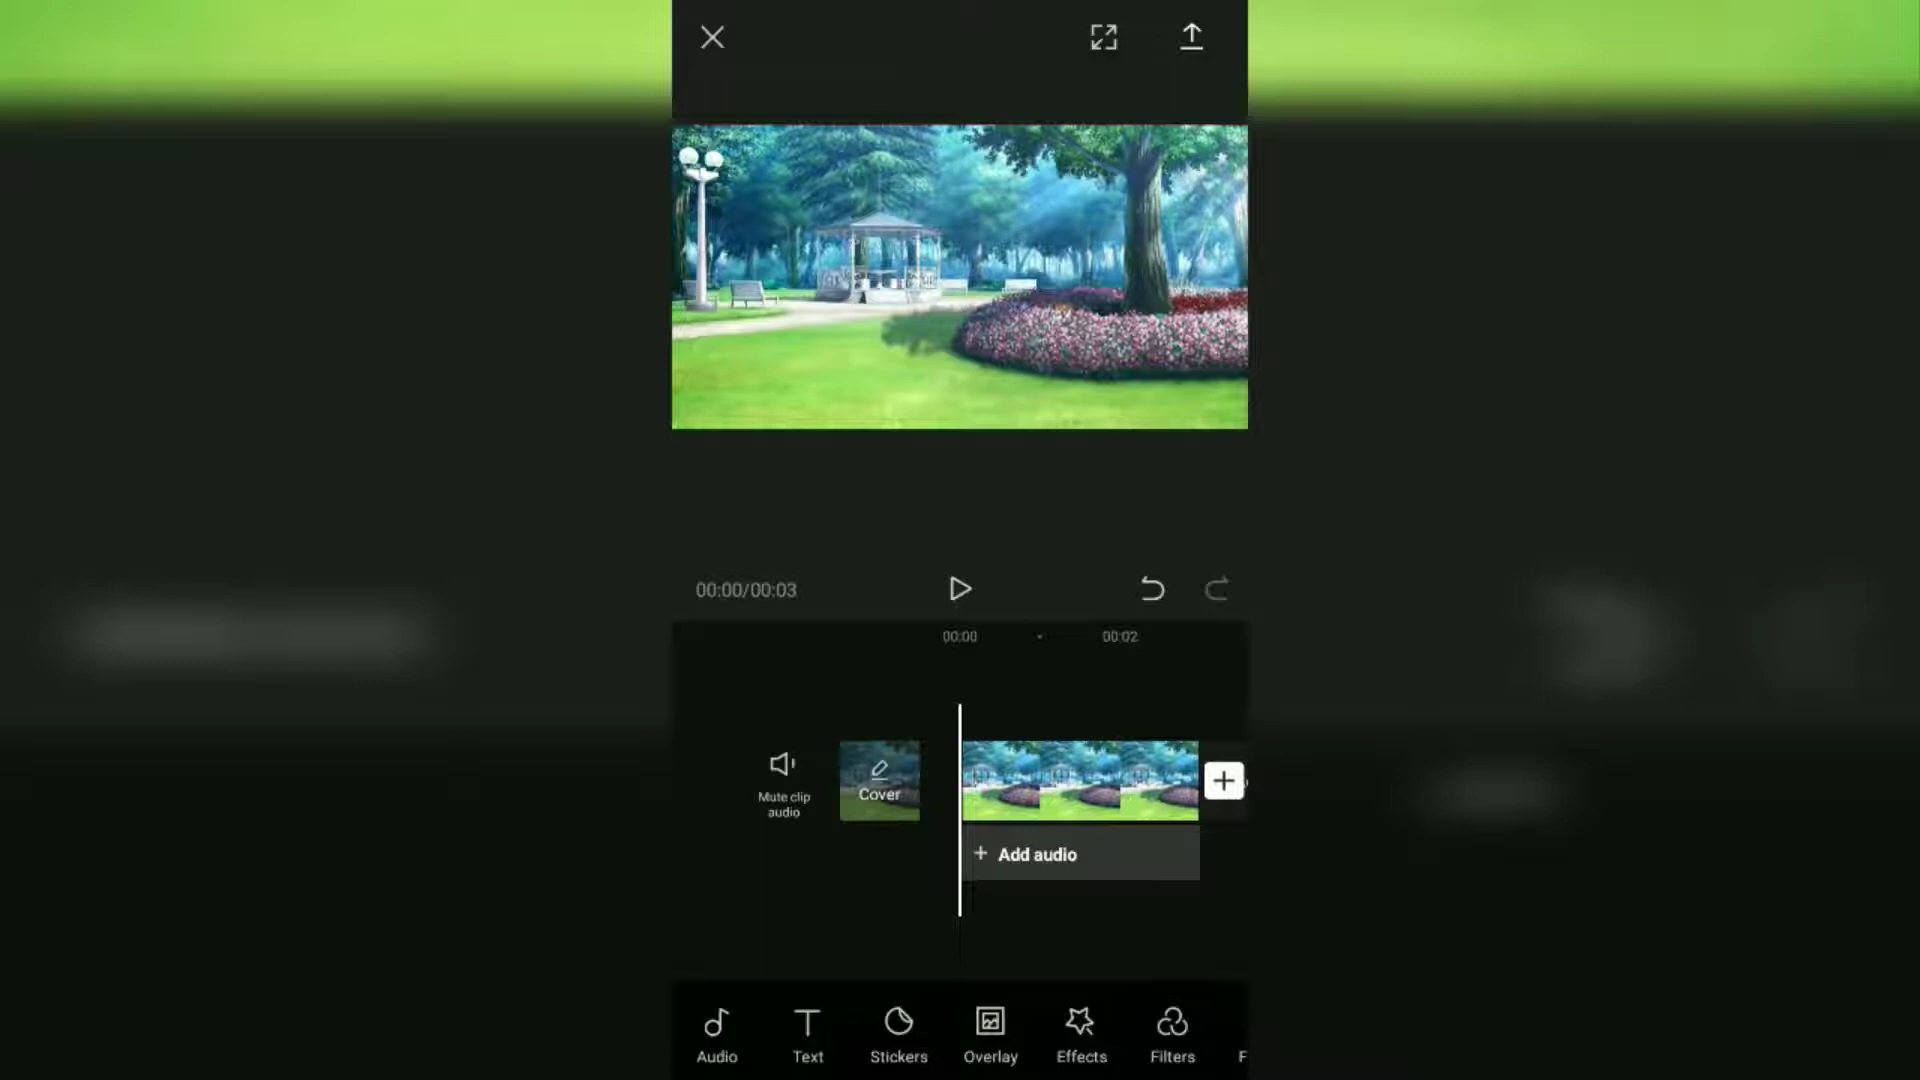 00:00/00:03
00:00
00:02
Mute clip
audio
Cover
+ Add audio
Audio
Text
Stickers
Overlay
Effects
Filters
F